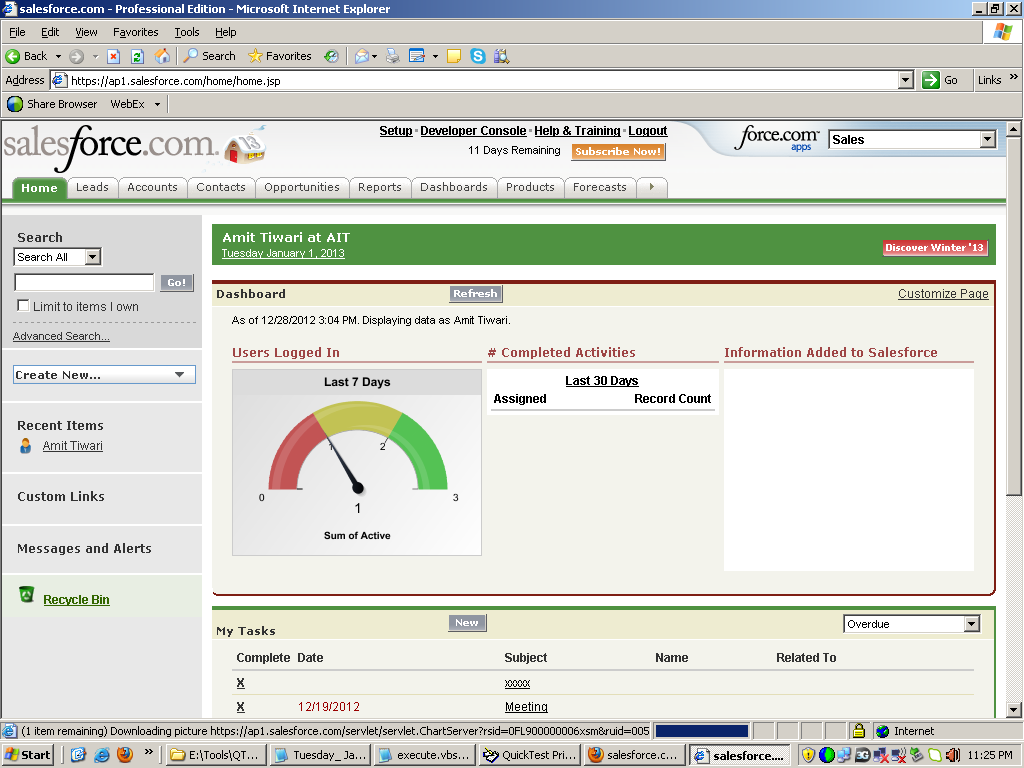 salesforce.com - Professional Edition - Microsoft Internet Explorer
File Edit View Favorites Tools Help
Back Search Favorites
Address https://ap1.salesforce.com/home/home.jsp Go Links »
Share Browser WebEx
salesforce.com. 13
Setup · Developer Console · Help & Training · Logout
11 Days Remaining Subscribe Now!
force.com apps Sales
Home Leads Accounts Contacts Opportunities Reports Dashboards Products Forecasts
Search
Search All
Go!
Limit to items I own
Advanced Search...
Create New...
Recent Items
Amit Tiwari
Custom Links
Messages and Alerts
Recycle Bin
Amit Tiwari at AIT
Tuesday January 1, 2013
Discover Winter '13
Dashboard Refresh Customize Page
As of 12/28/2012 3:04 PM. Displaying data as Amit Tiwari.
Users Logged In # Completed Activities Information Added to Salesforce
Last 7 Days
0 1 2 3
1
Sum of Active
Last 30 Days
Assigned Record Count
My Tasks New Overdue
Complete Date Subject Name Related To
X xxxxx
X 12/19/2012 Meeting
(1 item remaining) Downloading picture https://ap1.salesforce.com/servlet/servlet.ChartServer?rsid=0FL900000006xsm&ruid=005 Internet
Start » E:\Tools\QT... Tuesday_ Ja... execute.vbs... QuickTest Pri... salesforce.c... salesforce.... 3G 11:25 PM